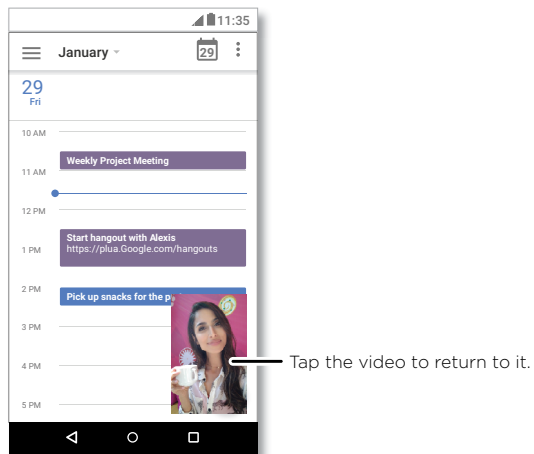 11:35
January
29
29
Fri
10 AM
Weekly Project Meeting
11 AM
12 PM
Start hangout with Alexis
https://plua.Google.com/hangouts
1 PM
2 PM
Pick up snacks for the p
3 PM
Tap the video to return to it.
4 PM
5 PM